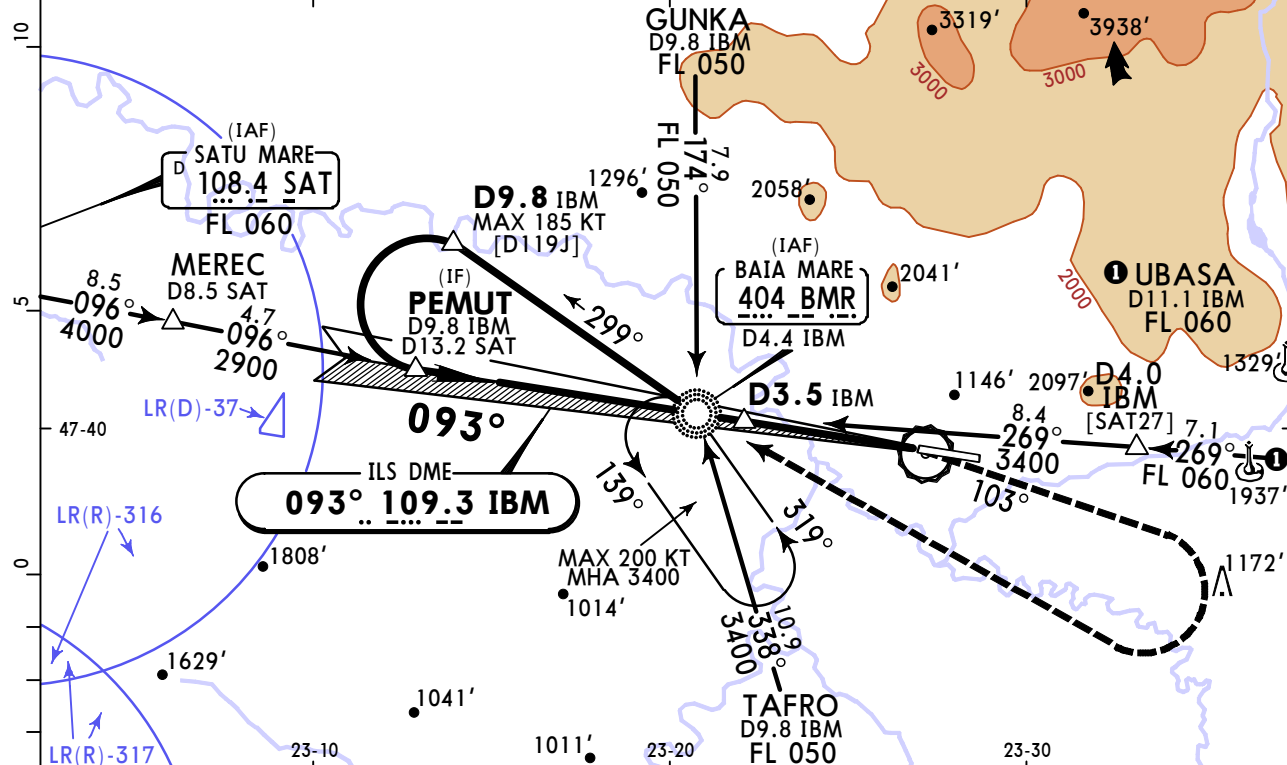 10
5
47-40
0
GUNKA
D9.8 IBM
FL 050
3319'
3938'
3000
3000
(IAF)
SATU MARE
D 108.4 SAT
FL 060
FL 050
174°
7.9
1296'
2058'
D9.8 IBM
MAX 185 KT
[D119J]
MEREC
D8.5 SAT
(IF)
PEMUT
D9.8 IBM
D13.2 SAT
299°
(IAF)
BAIA MARE
404 BMR
D4.4 IBM
2041'
2000
1 UBASA
D11.1 IBM
FL 060
1329'
8.5
096°
4000
4.7
096°
2900
LR(D)-37
093°
D3.5 IBM
1146'
2097'
D4.0
IBM
[SAT27]
8.4
269°
3400
7.1
269°
FL 060
1
1937'
ILS DME
093° 109.3 IBM
139°
319°
103°
LR(R)-316
1808'
MAX 200 KT
MHA 3400
1014'
1172'
10.9
338°
3400
1629'
1041'
TAFRO
D9.8 IBM
FL 050
LR(R)-317
23-10
1011'
23-20
23-30